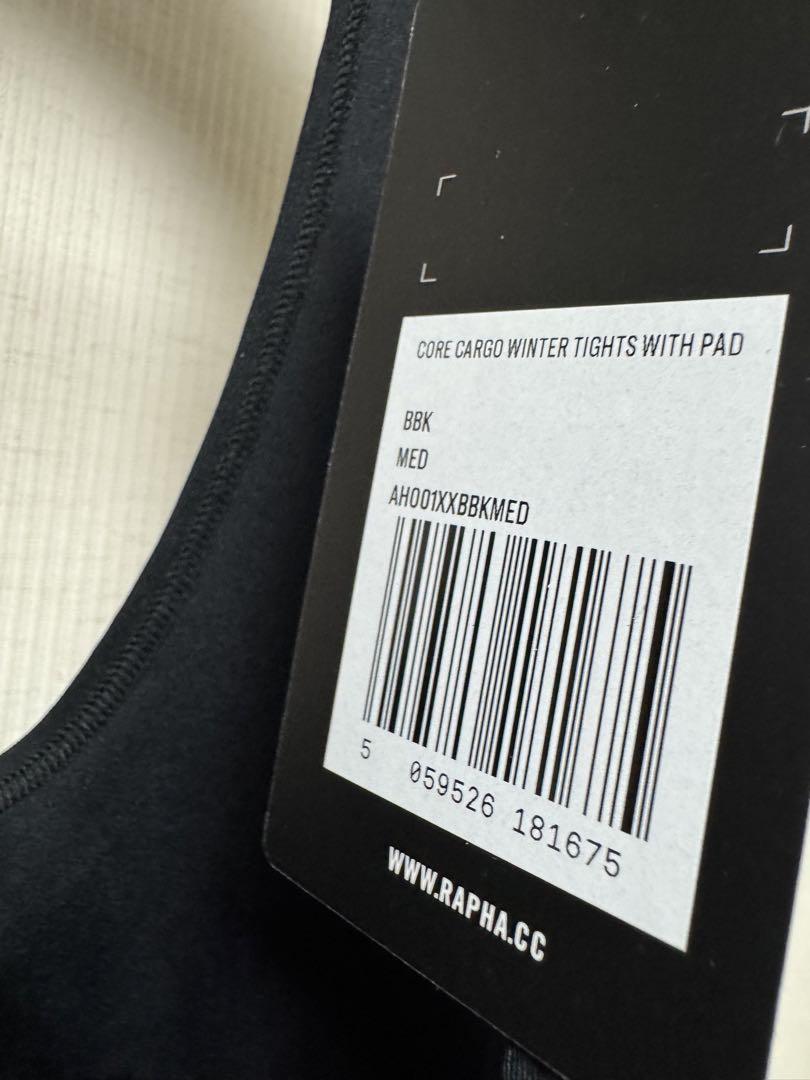 CORE CARGO WINTER TIGHTS WITH PAD
BBK
MED
AH001XXBBKMED
5 059526 181675
WWW.RAPHA.CC